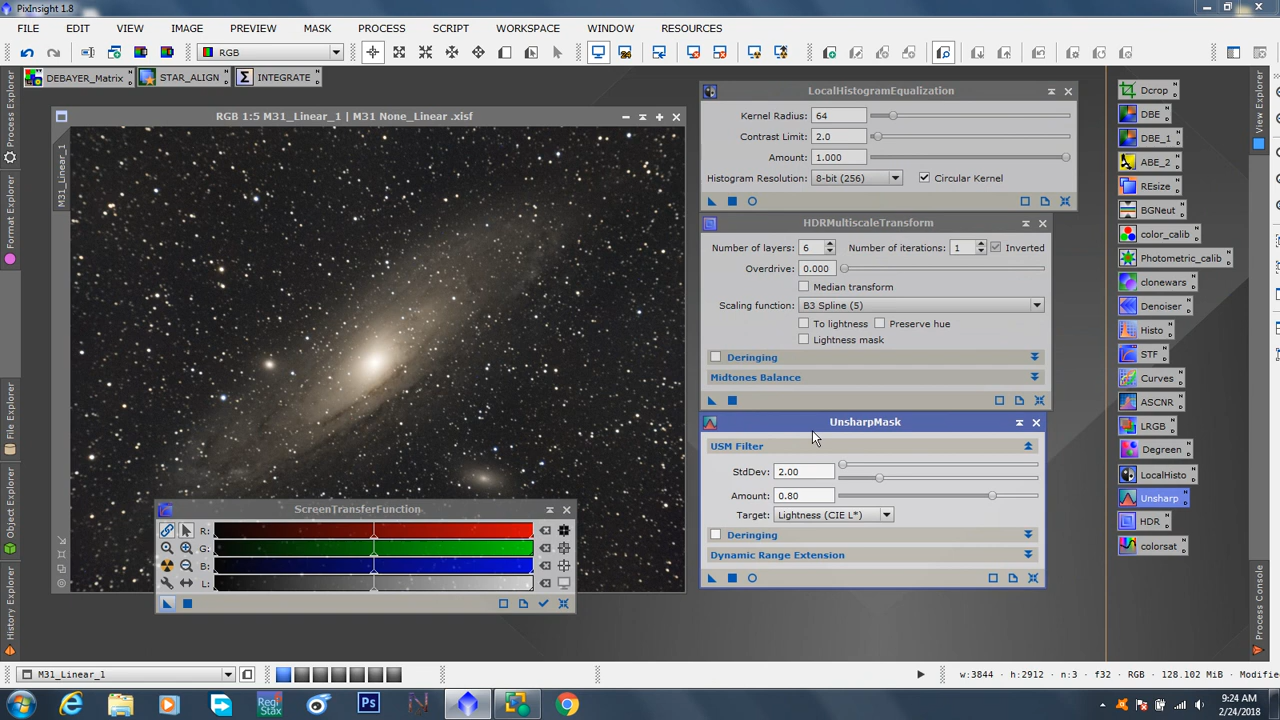 PixInsight 1.8
FILE EDIT VIEW IMAGE PREVIEW MASK PROCESS SCRIPT WORKSPACE WINDOW RESOURCES
RGB
DEBAYER_Matrix STAR_ALIGN INTEGRATE
Process Explorer
Format Explorer
File Explorer
Object Explorer
History Explorer
View Explorer
Process Console
RGB 1:5 M31_Linear_1 | M31 None_Linear .xisf
M31_Linear_1
LocalHistogramEqualization
Kernel Radius: 64
Contrast Limit: 2.0
Amount: 1.000
Histogram Resolution: 8-bit (256) Circular Kernel
HDRMultiscaleTransform
Number of layers: 6 Number of iterations: 1 Inverted
Overdrive: 0.000
Median transform
Scaling function: B3 Spline (5)
To lightness Preserve hue
Lightness mask
Deringing
Midtones Balance
UnsharpMask
USM Filter
StdDev: 2.00
Amount: 0.80
Target: Lightness (CIE L*)
Deringing
Dynamic Range Extension
ScreenTransferFunction
R:
G:
B:
L:
Dcrop
DBE
DBE_1
ABE_2
REsize
BGNeut
color_calib
Photometric_calib
clonewars
Denoiser
Histo
STF
Curves
ASCNR
LRGB
Degreen
LocalHisto
Unsharp
HDR
colorsat
M31_Linear_1
w:3844 | h:2912 | n:3 | f32 | RGB | 128.102 MiB | Modifie
Regi
Stax
Ps
9:24 AM
2/24/2018